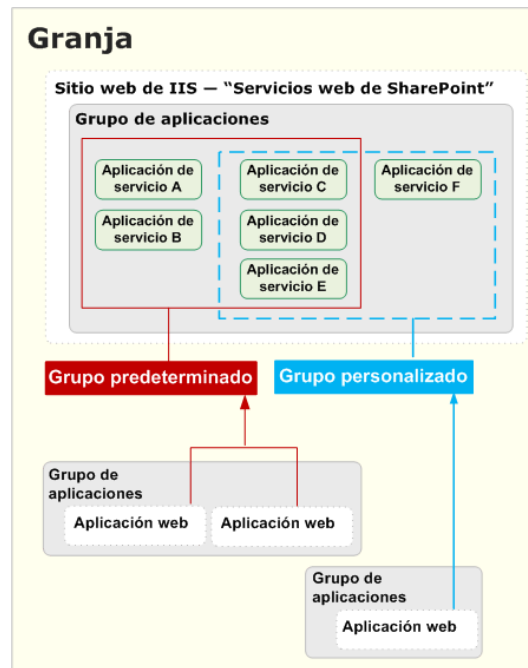 Granja
Sitio web de IIS — “Servicios web de SharePoint”
Grupo de aplicaciones
Aplicación de
servicio A
Aplicación de
servicio C
Aplicación de
servicio F
Aplicación de
servicio B
Aplicación de
servicio D
Aplicación de
servicio E
Grupo predeterminado
Grupo personalizado
Grupo de
aplicaciones
Aplicación web
Aplicación web
Grupo de
aplicaciones
Aplicación web